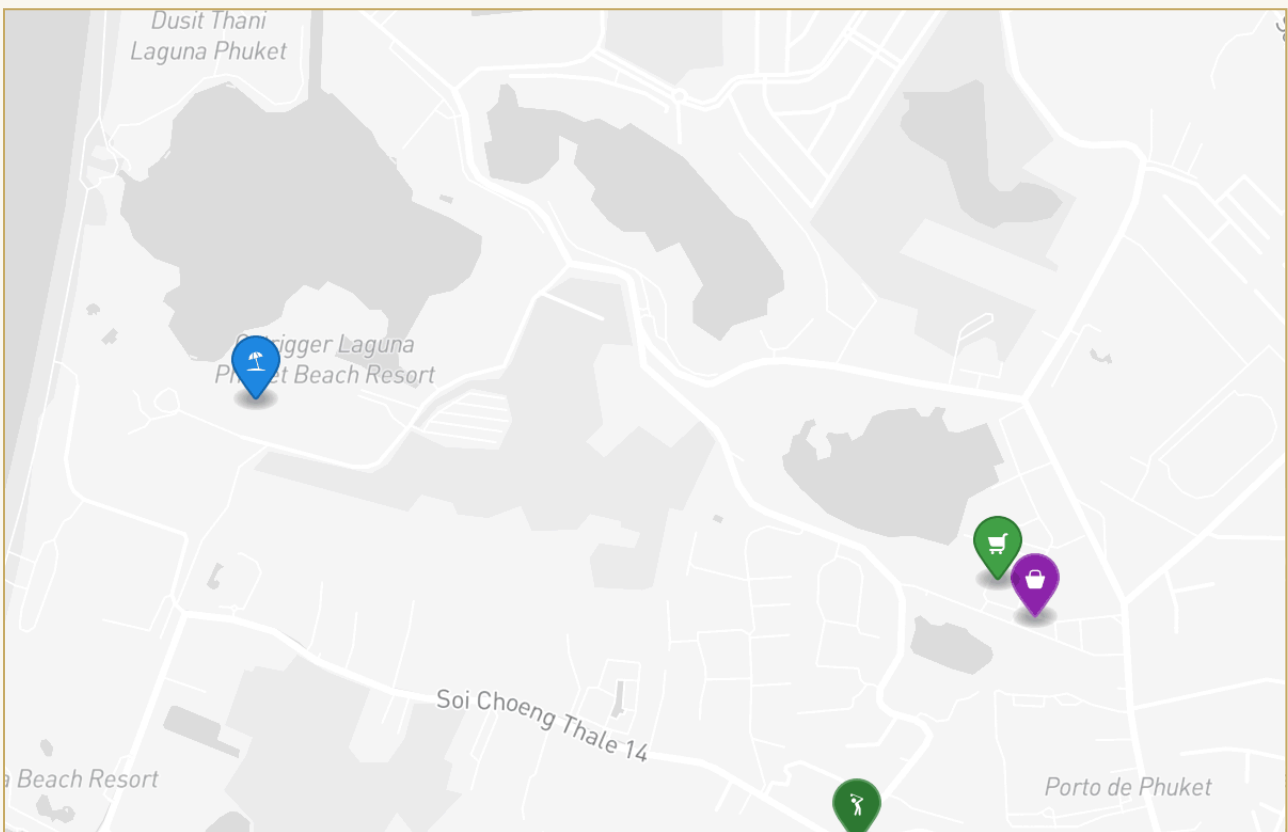 Dusit Thani
Laguna Phuket
Laguna
Beach Resort
Soi Choeng Thale 14
Beach Resort
Porto de Phuket